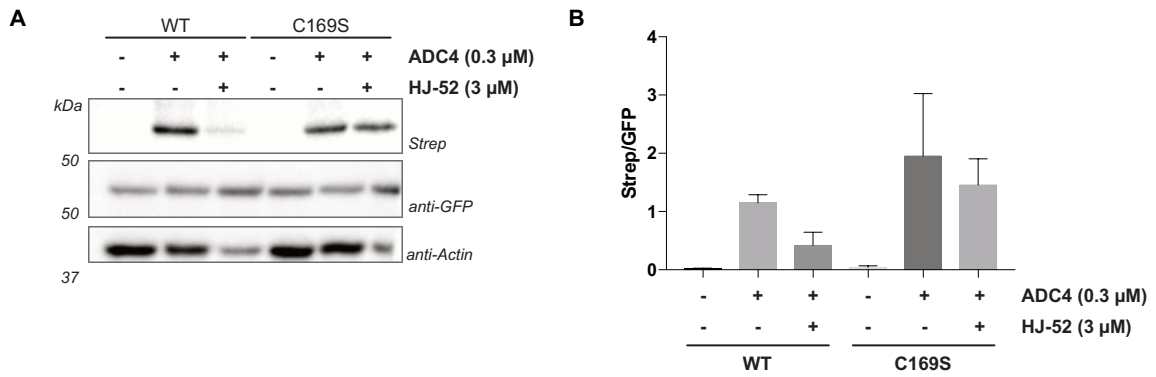 A
WT C169S
- + + - + + ADC4 (0.3 µM)
- - + - - + HJ-52 (3 µM)
kDa
Strep
50
anti-GFP
50
anti-Actin
37
B
4
3
2
1
0
Strep/GFP
- + + - + + ADC4 (0.3 µM)
- - + - - + HJ-52 (3 µM)
WT C169S